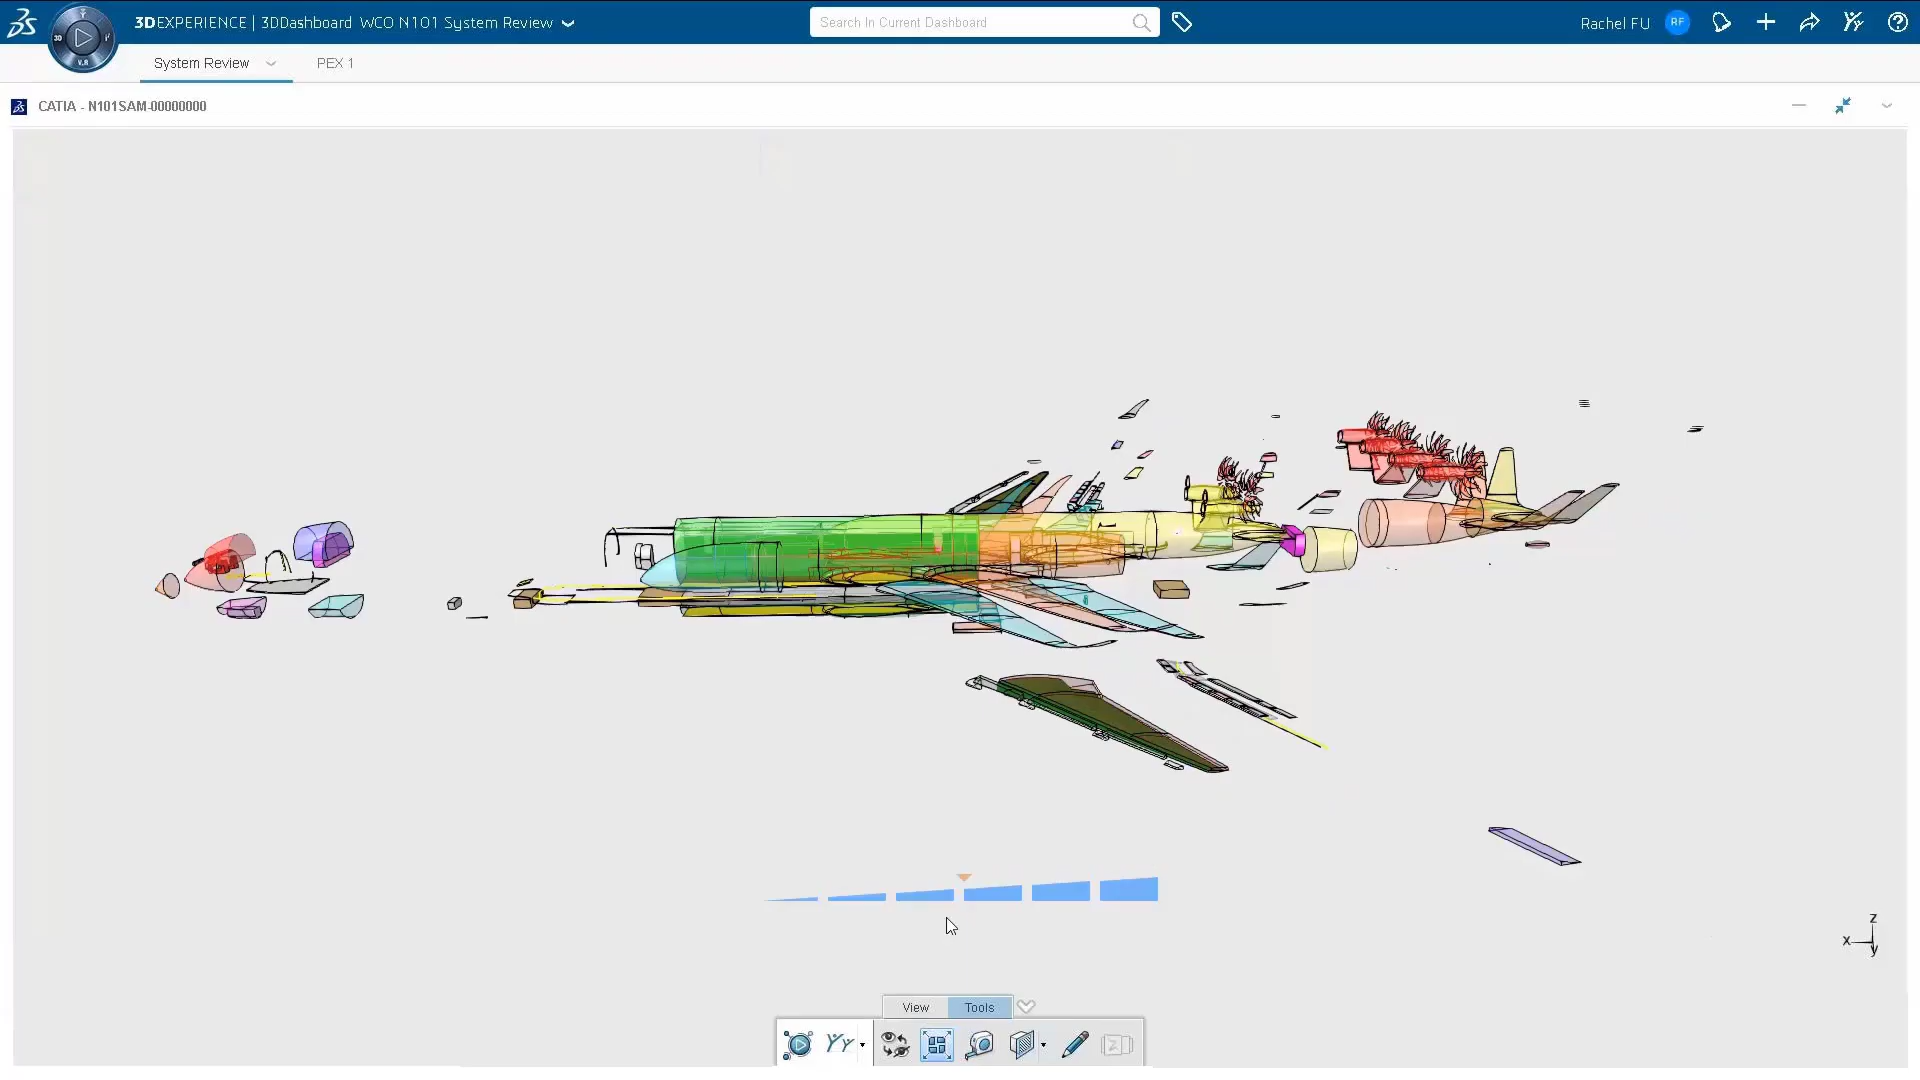 3DEXPERIENCE | 3DDashboard WCO N101 System Review
Search In Current Dashboard
Rachel FU
RF
3D
V.R
System Review
PEX 1
CATIA - N101SAM-00000000
z
x
y
View
Tools